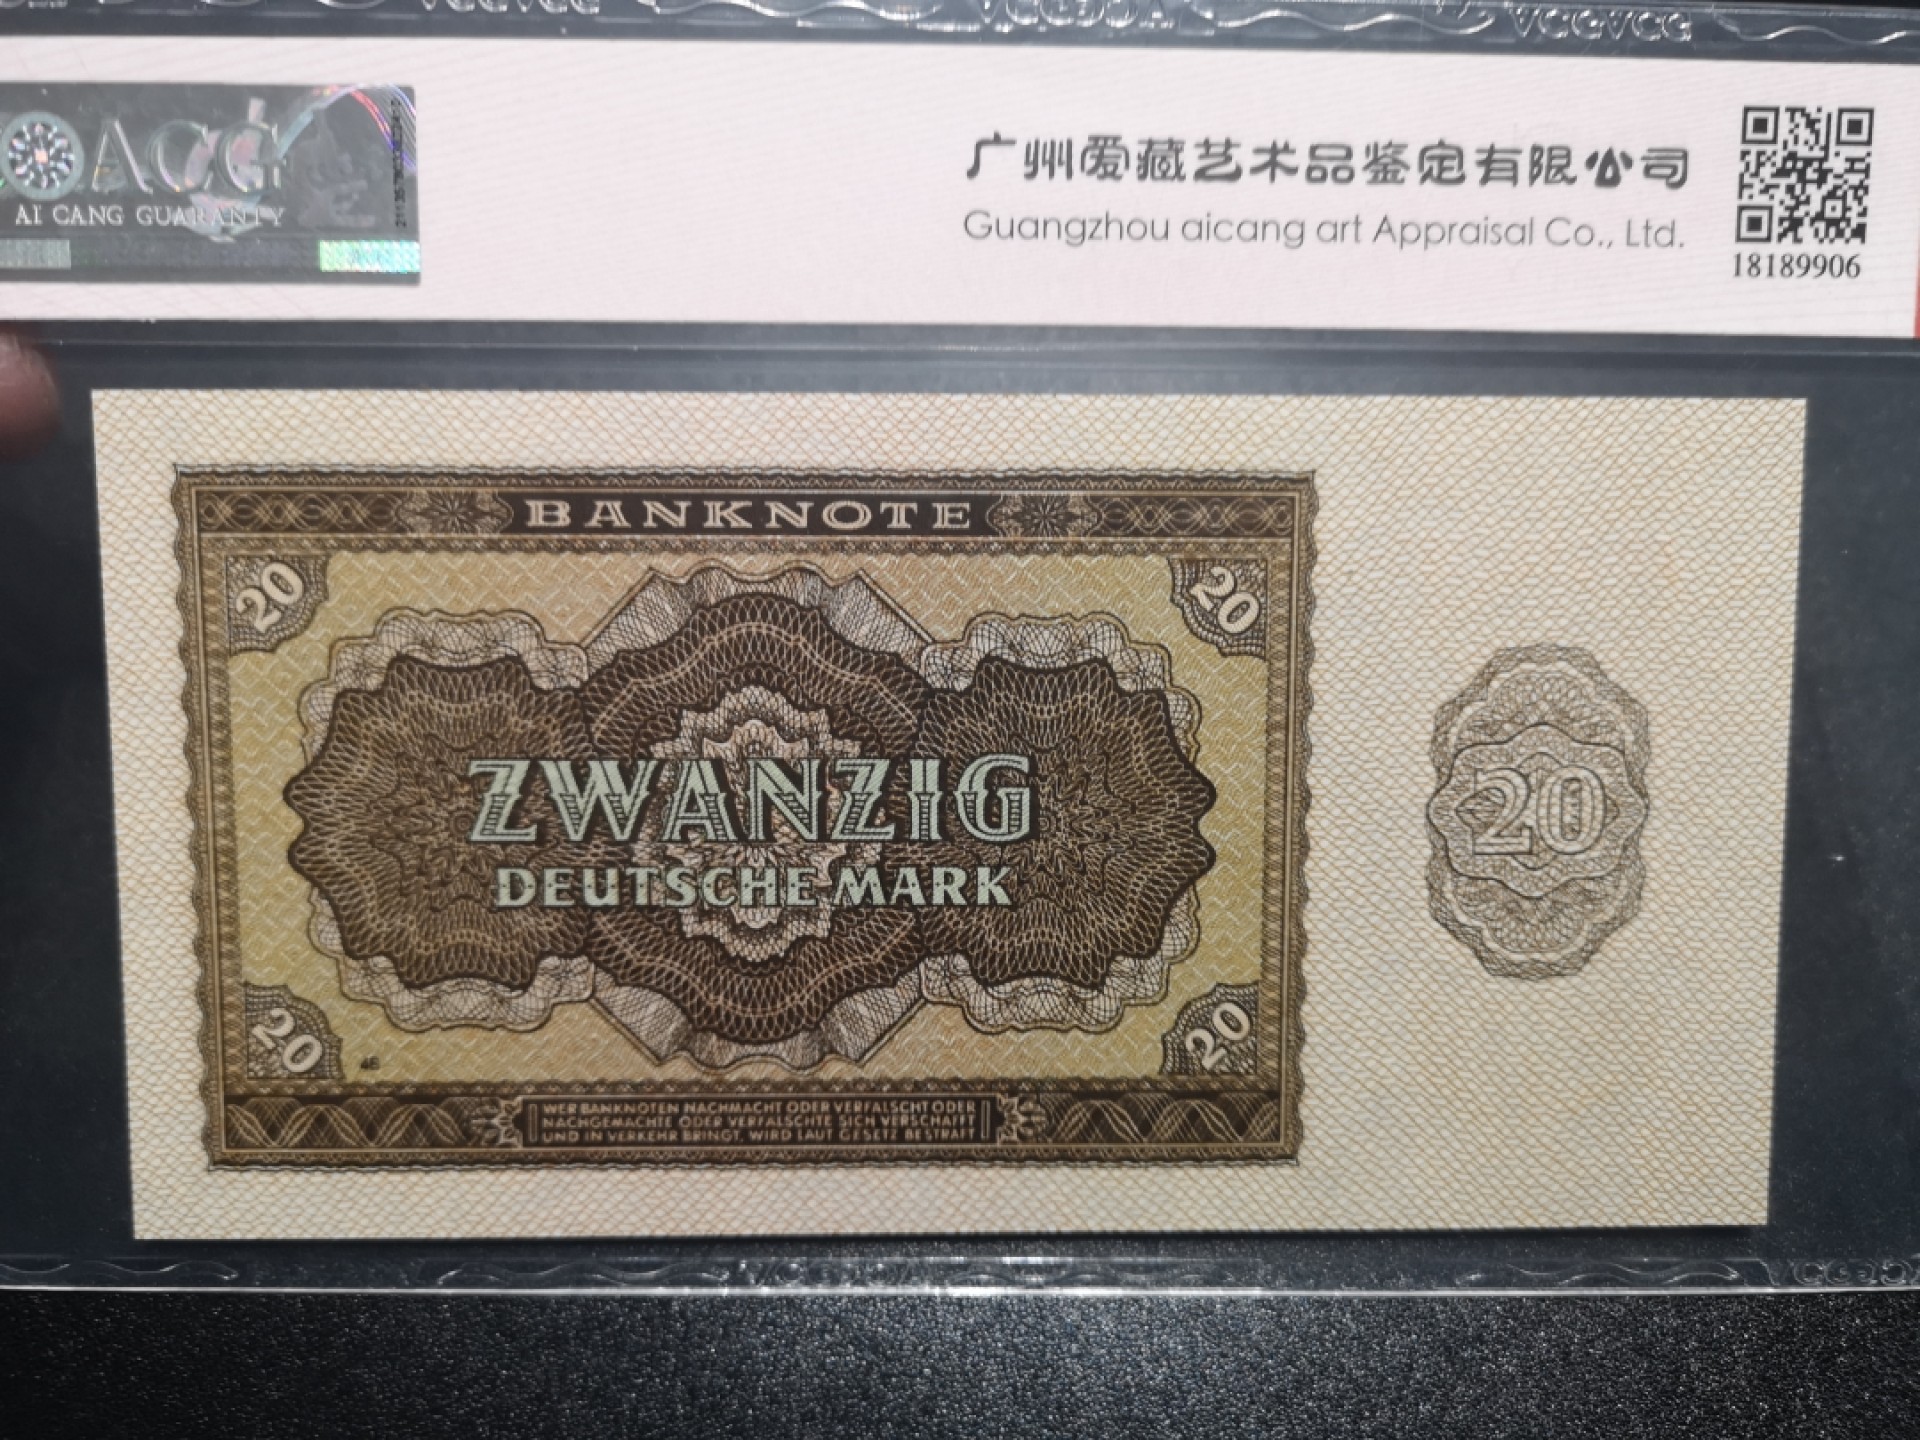 VCGVCG
ACG
AI CANG GUARANTY
广州爱藏艺术品鉴定有限公司
Guangzhou aicang art Appraisal Co., Ltd.
18189906
BANKNOTE
20
20
ZWANZIG
DEUTSCHE MARK
20
20
20
WER BANKNOTEN NACHMACHT ODER VERFÄLSCHT ODER
NACHGEMACHTE ODER VERFÄLSCHTE SICH VERSCHAFFT
UND IN VERKEHR BRINGT, WIRD LAUT GESETZ BESTRAFT